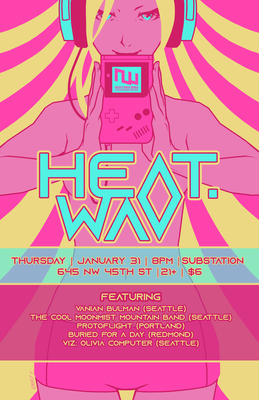 HEAT.
WAV
THURSDAY | JANUARY 31 | 8PM | SUBSTATION
645 NW 45TH ST | 21+ | $6
FEATURING
VANIAN BULMAN (SEATTLE)
THE COOL MOONMIST MOUNTAIN BAND (SEATTLE)
PROTOFLIGHT (PORTLAND)
BURIED FOR A DAY (REDMOND)
VIZ: OLIVIA COMPUTER (SEATTLE)